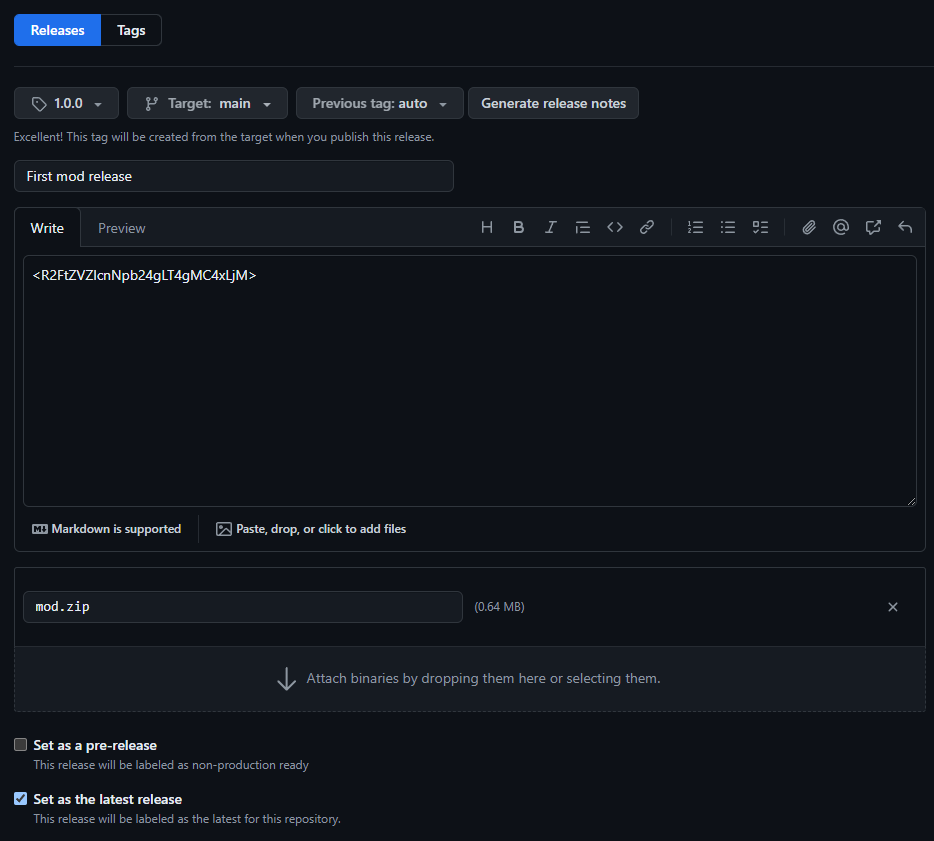 Releases Tags
1.0.0 Target: main Previous tag: auto Generate release notes
Excellent! This tag will be created from the target when you publish this release.
First mod release
Write Preview
<R2FtZVZlcnNpb24gLT4gMC4xLjM>
Markdown is supported Paste, drop, or click to add files
mod.zip (0.64 MB)
Attach binaries by dropping them here or selecting them.
Set as a pre-release
This release will be labeled as non-production ready
Set as the latest release
This release will be labeled as the latest for this repository.